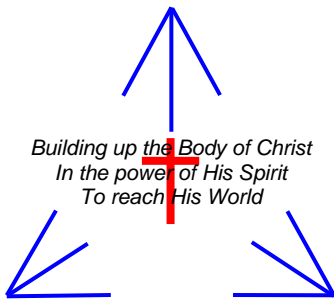 Building up the Body of Christ
In the power of His Spirit
To reach His World